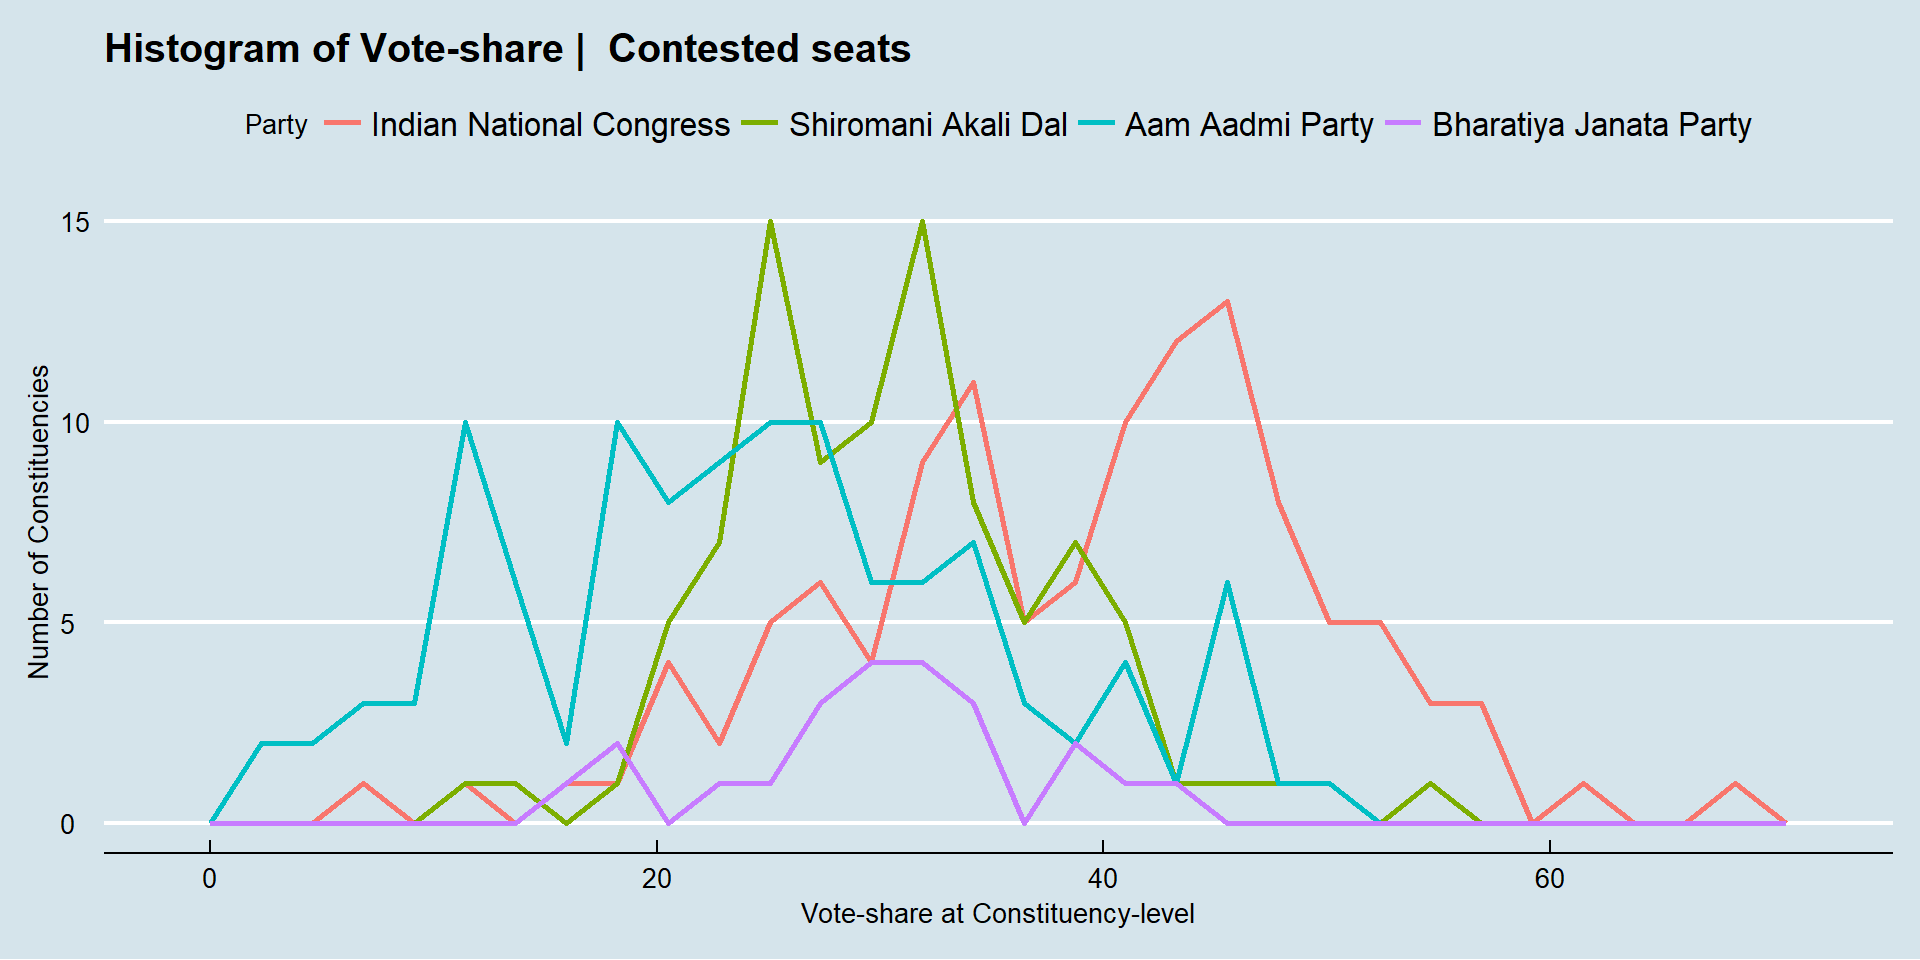 Histogram of Vote-share |  Contested seats
Party Indian National Congress Shiromani Akali Dal Aam Aadmi Party Bharatiya Janata Party
15
10
5
0
Number of Constituencies
0 20 40 60
Vote-share at Constituency-level